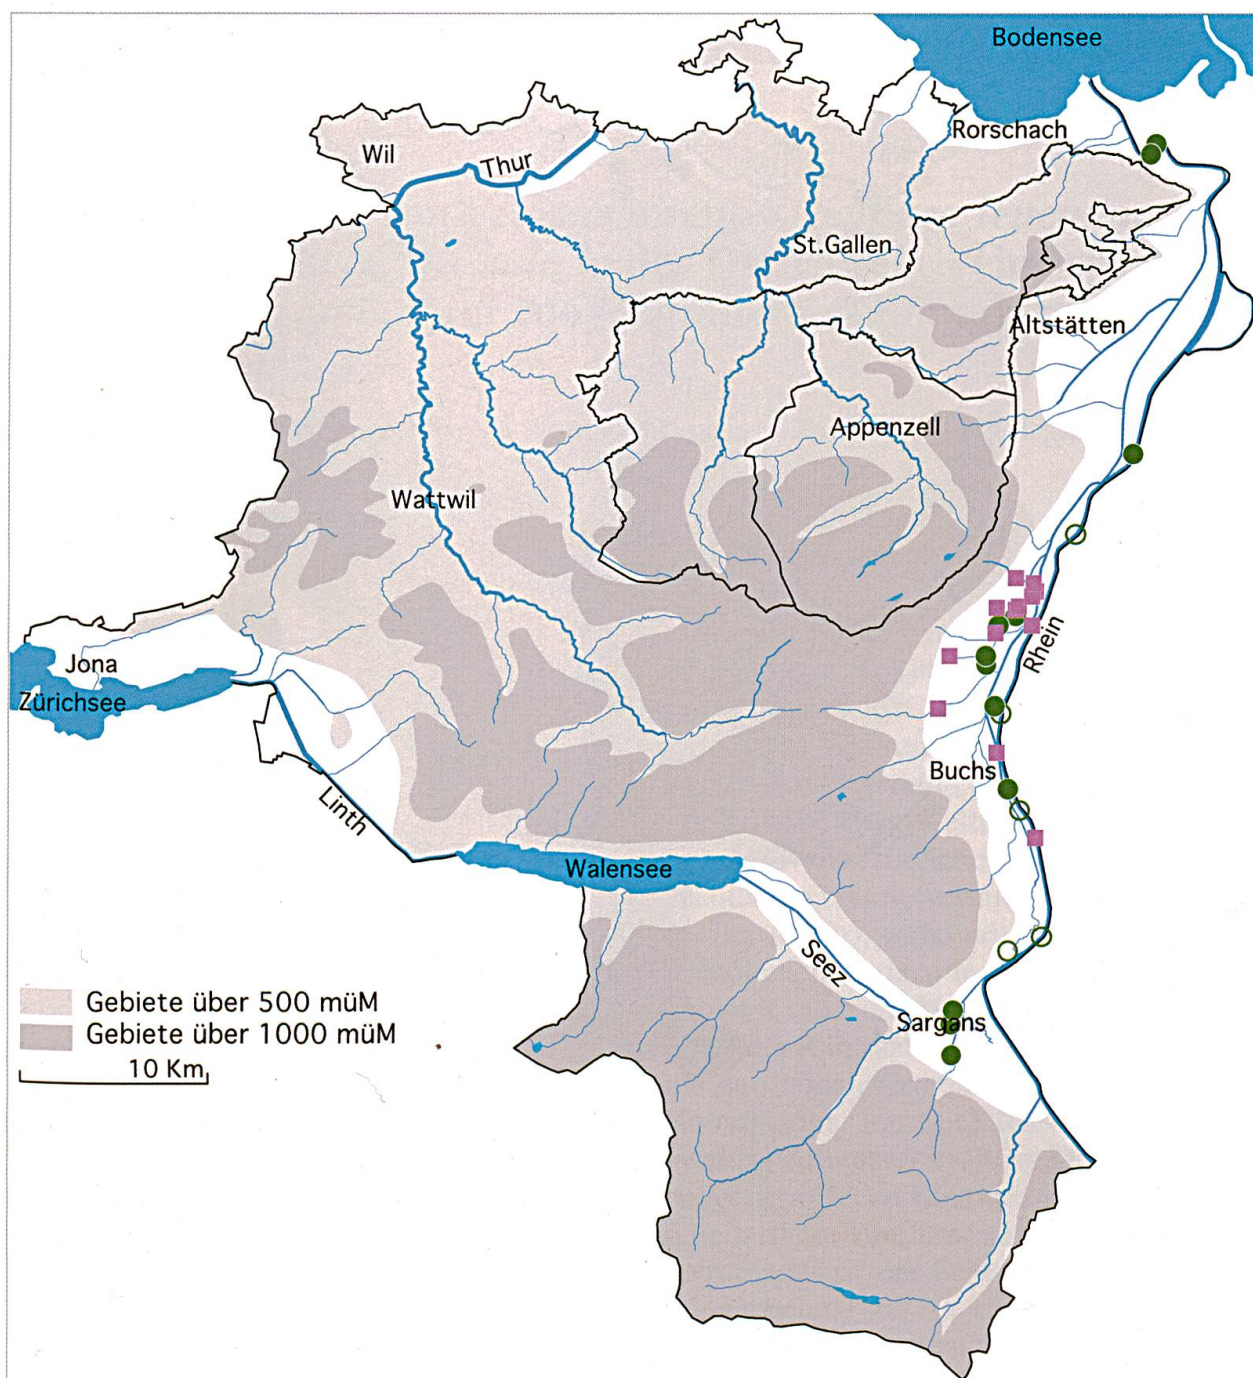 Bodensee
Rorschach
Wil
Thur
St.Gallen
Altstätten
Appenzell
Wattwil
Rhein
Jona
Zürichsee
Buchs
Linth
Walensee
Seez
Gebiete über 500 müM
Sargans
Gebiete über 1000 müM
10 Km